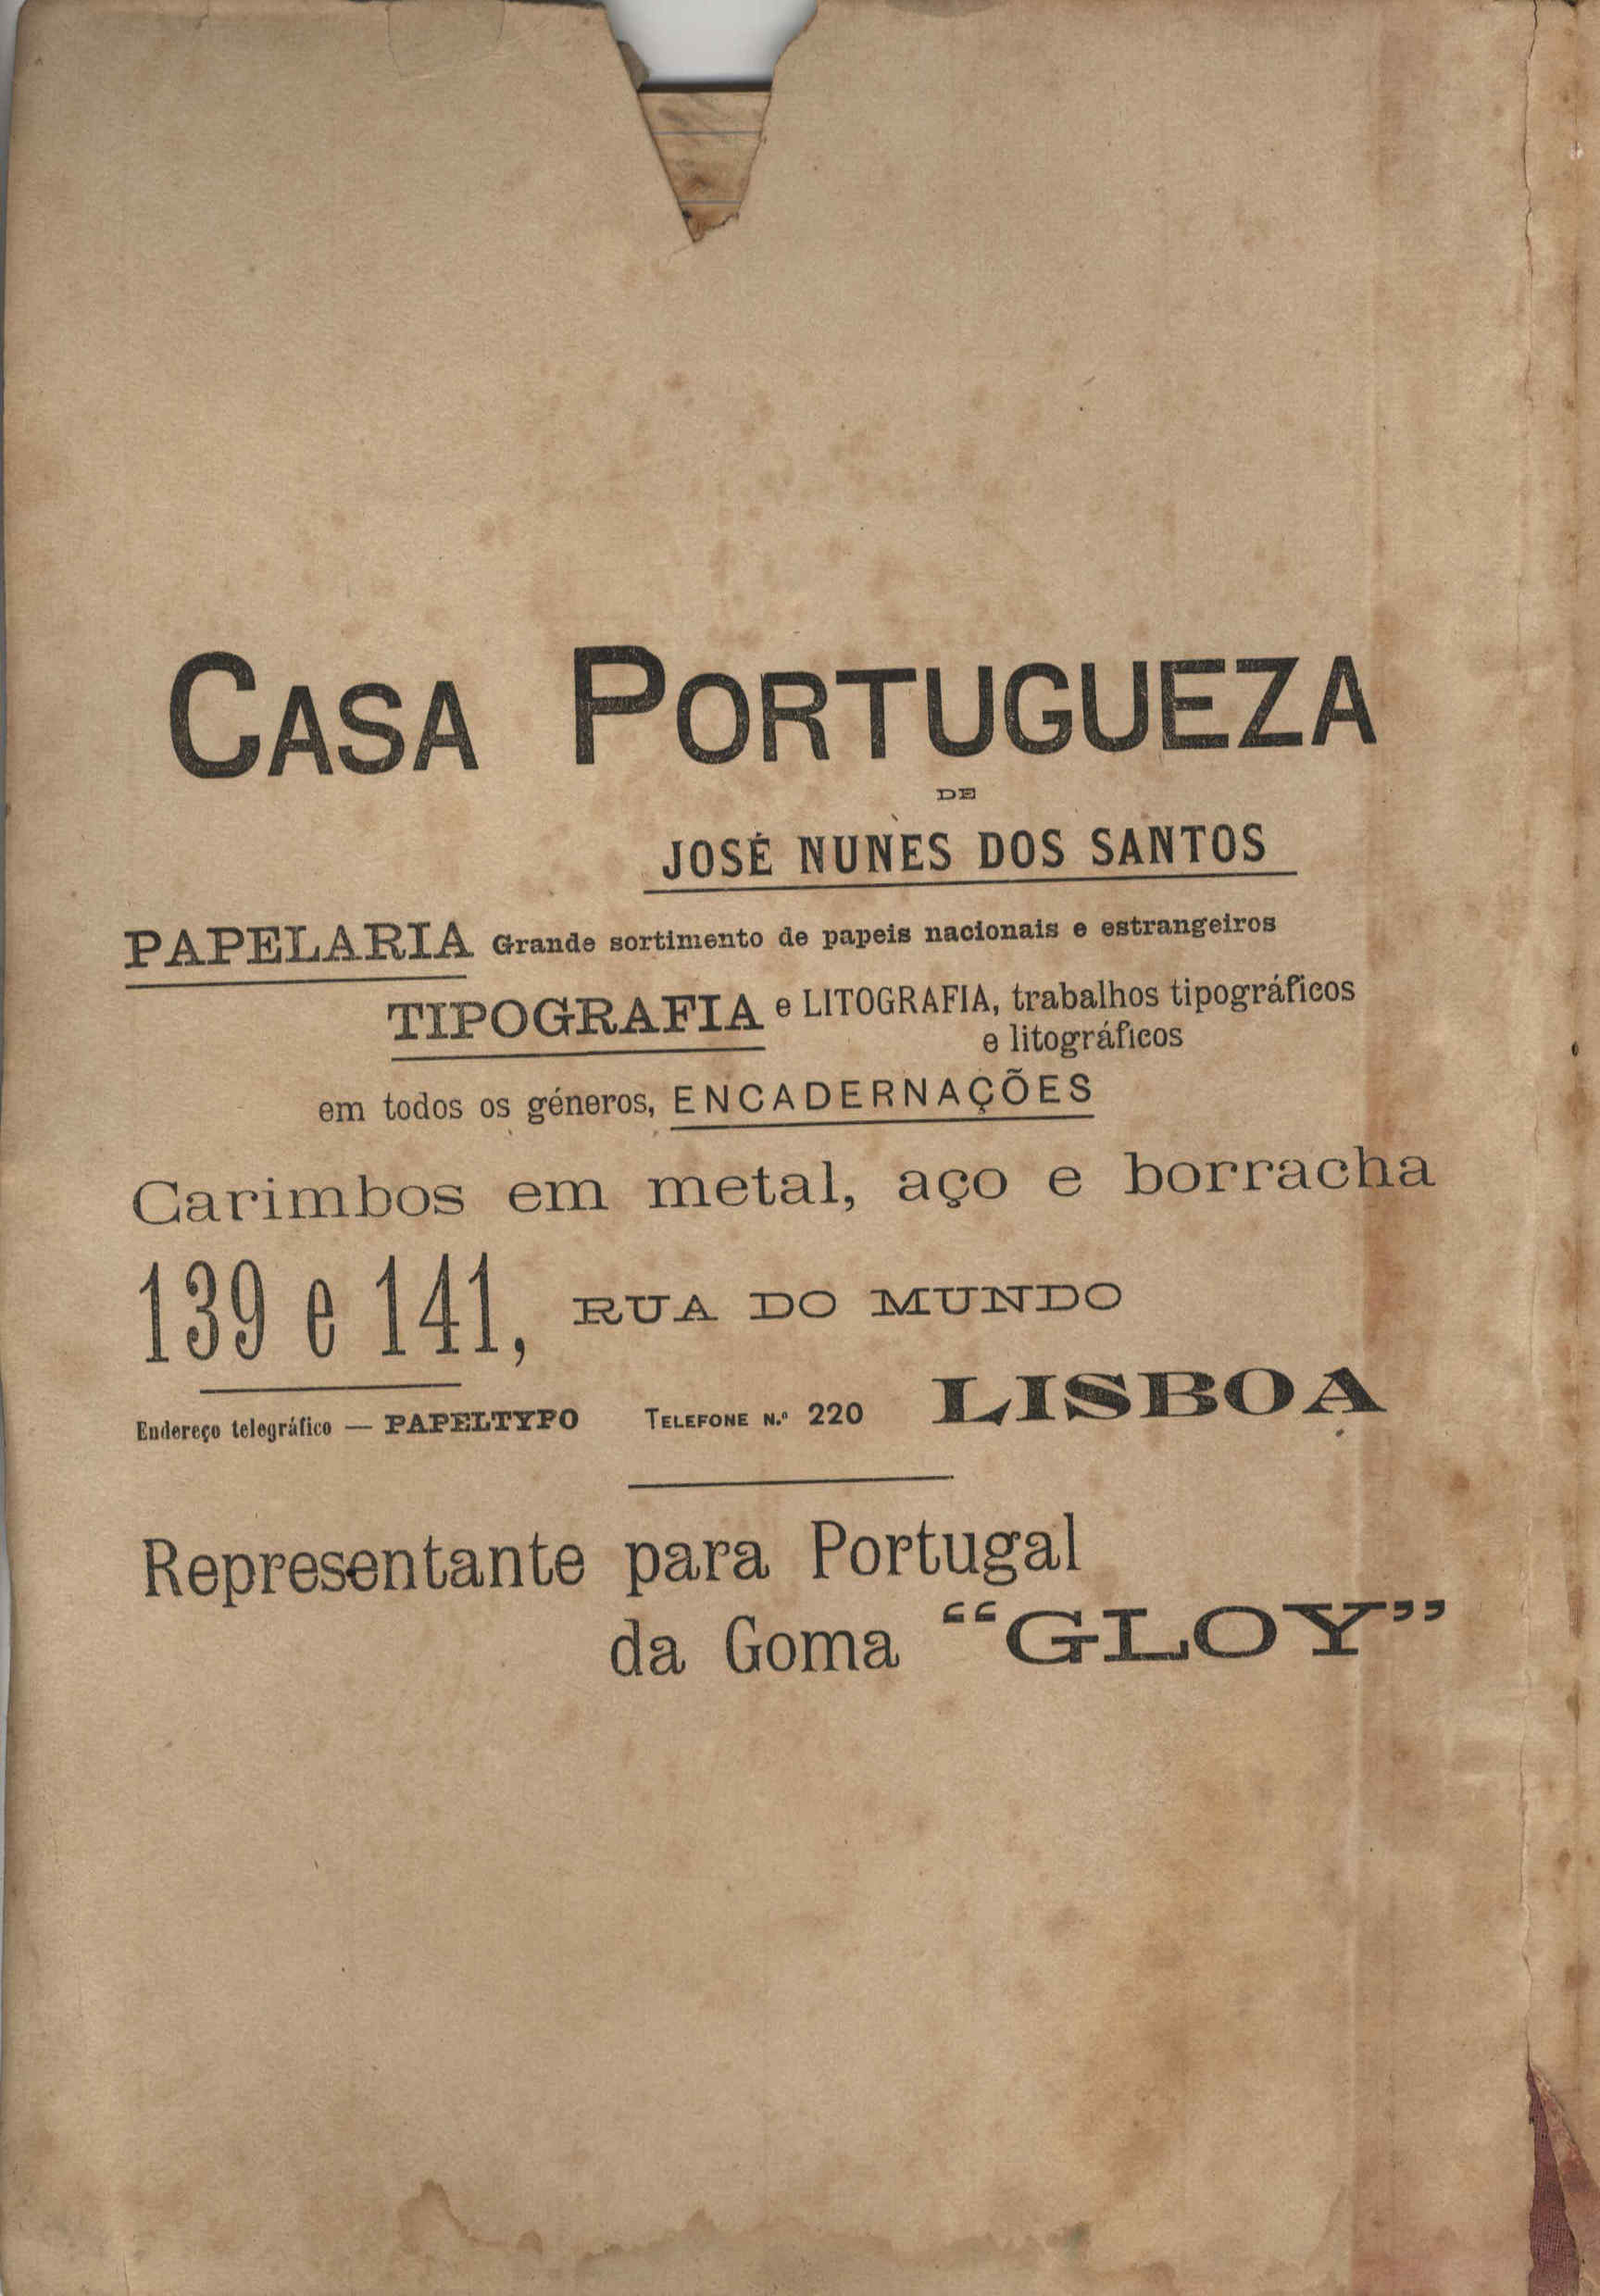 CASA PORTUGUEZA
DE
JOSÉ NUNES DOS SANTOS
PAPELARIA Grande sortimento de papeis nacionais e estrangeiros
TIPOGRAFIA e LITOGRAFIA, trabalhos tipográficos
e litográficos
em todos os géneros, ENCADERNAÇÕES
Carimbos em metal, aço e borracha
139 e 141, RUA DO MUNDO
Endereço telegráfico — PAPELTYPO TELEFONE N.º 220 LISBOA
Representante para Portugal
da Goma “GLOY”